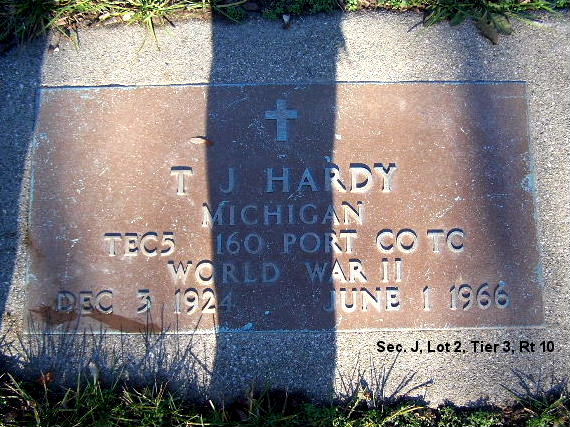 T J HARDY
MICHIGAN
TEC5 160 PORT CO TC
WORLD WAR II
DEC 3 1924 JUNE 1 1966
Sec. J, Lot 2, Tier 3, Rt 10